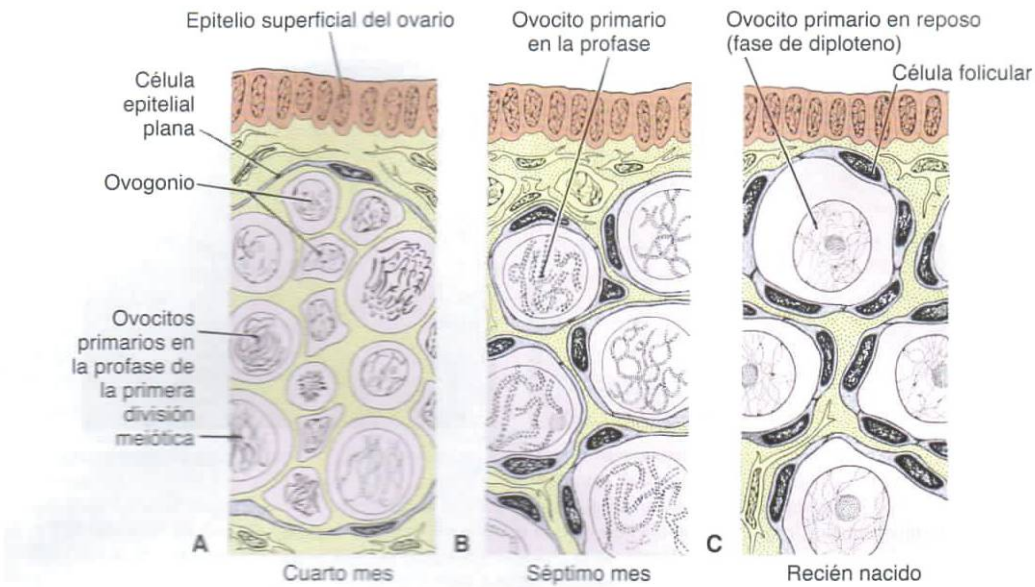 Epitelio superficial del ovario
Célula
epitelial
plana
Ovogonio
Ovocitos
primarios en
la profase de
la primera
división
meiótica
A
Cuarto mes
Ovocito primario
en la profase
B
Séptimo mes
Ovocito primario en reposo
(fase de diploteno)
Célula folicular
C
Recién nacido